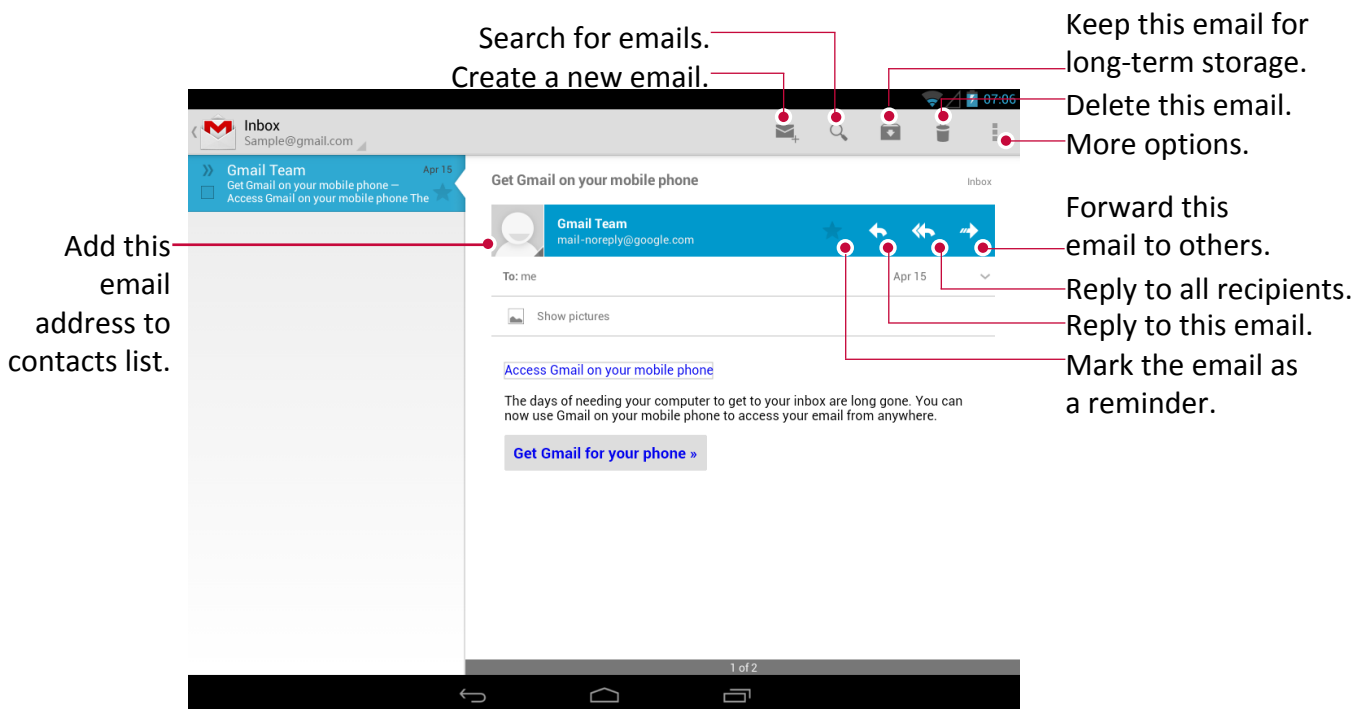 Search for emails.
Create a new email.
Keep this email for
long-term storage.
Delete this email.
More options.
07:06
Inbox
Sample@gmail.com
Gmail Team Apr 15
Get Gmail on your mobile phone –
Access Gmail on your mobile phone The
Get Gmail on your mobile phone Inbox
Gmail Team
mail-noreply@google.com
To: me Apr 15
Show pictures
Access Gmail on your mobile phone
The days of needing your computer to get to your inbox are long gone. You can
now use Gmail on your mobile phone to access your email from anywhere.
Get Gmail for your phone »
1 of 2
Add this
email
address to
contacts list.
Forward this
email to others.
Reply to all recipients.
Reply to this email.
Mark the email as
a reminder.